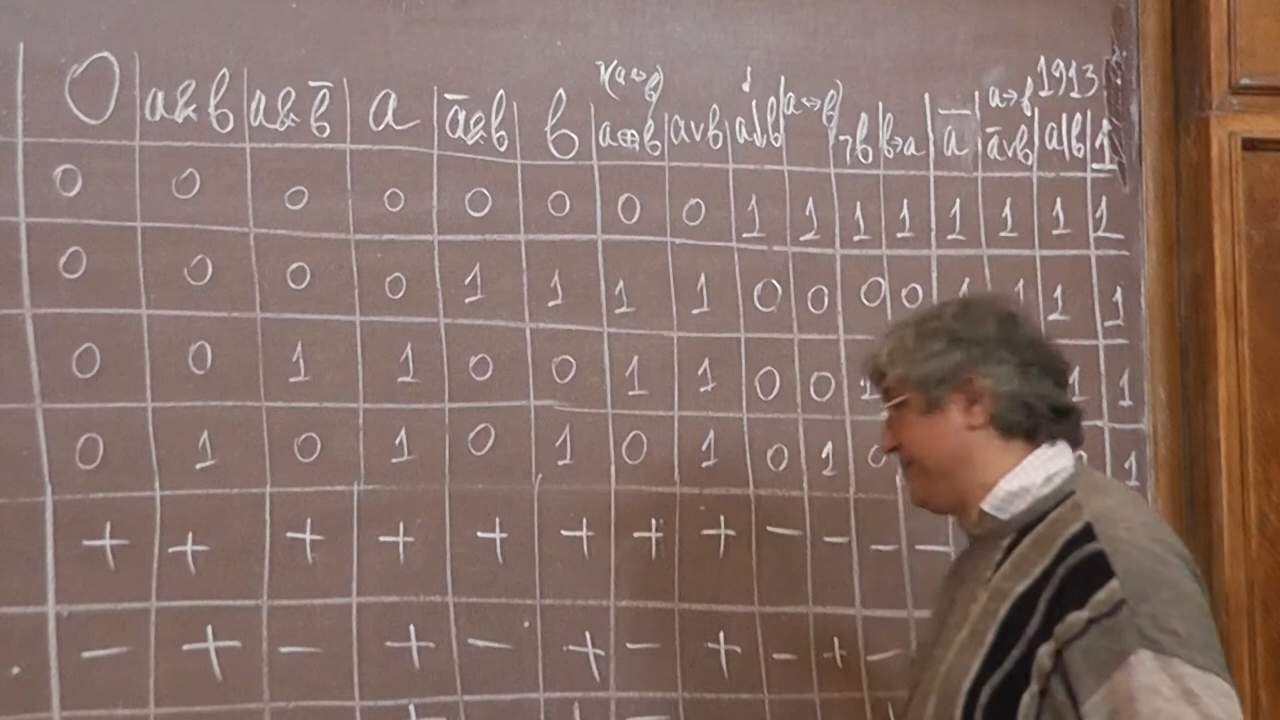 ¬(a↔b) ↓ a→b 1913
0 a&b a&b̄ a ā&b b a⊕b a∨b a↓b a↔b ¬b b→a ā ā∨b a|b 1
0 0 0 0 0 0 0 0 1 1 1 1 1 1 1 1
0 0 0 0 1 1 1 1 0 0 0 0 1 1 1 1
0 0 1 1 0 0 1 1 0 0 1 1 1
0 1 0 1 0 1 0 1 0 1 0 1
+ + + + + + + + − − − −
− + − + − + − + − + −